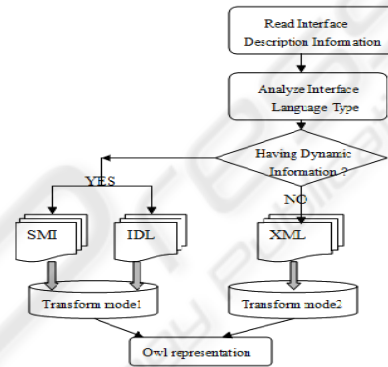 Read Interface
Description Information
Analyze Interface
Language Type
Having Dynamic
Information ?
YES
NO
SMI
IDL
XML
Transform mode1
Transform mode2
Owl representation